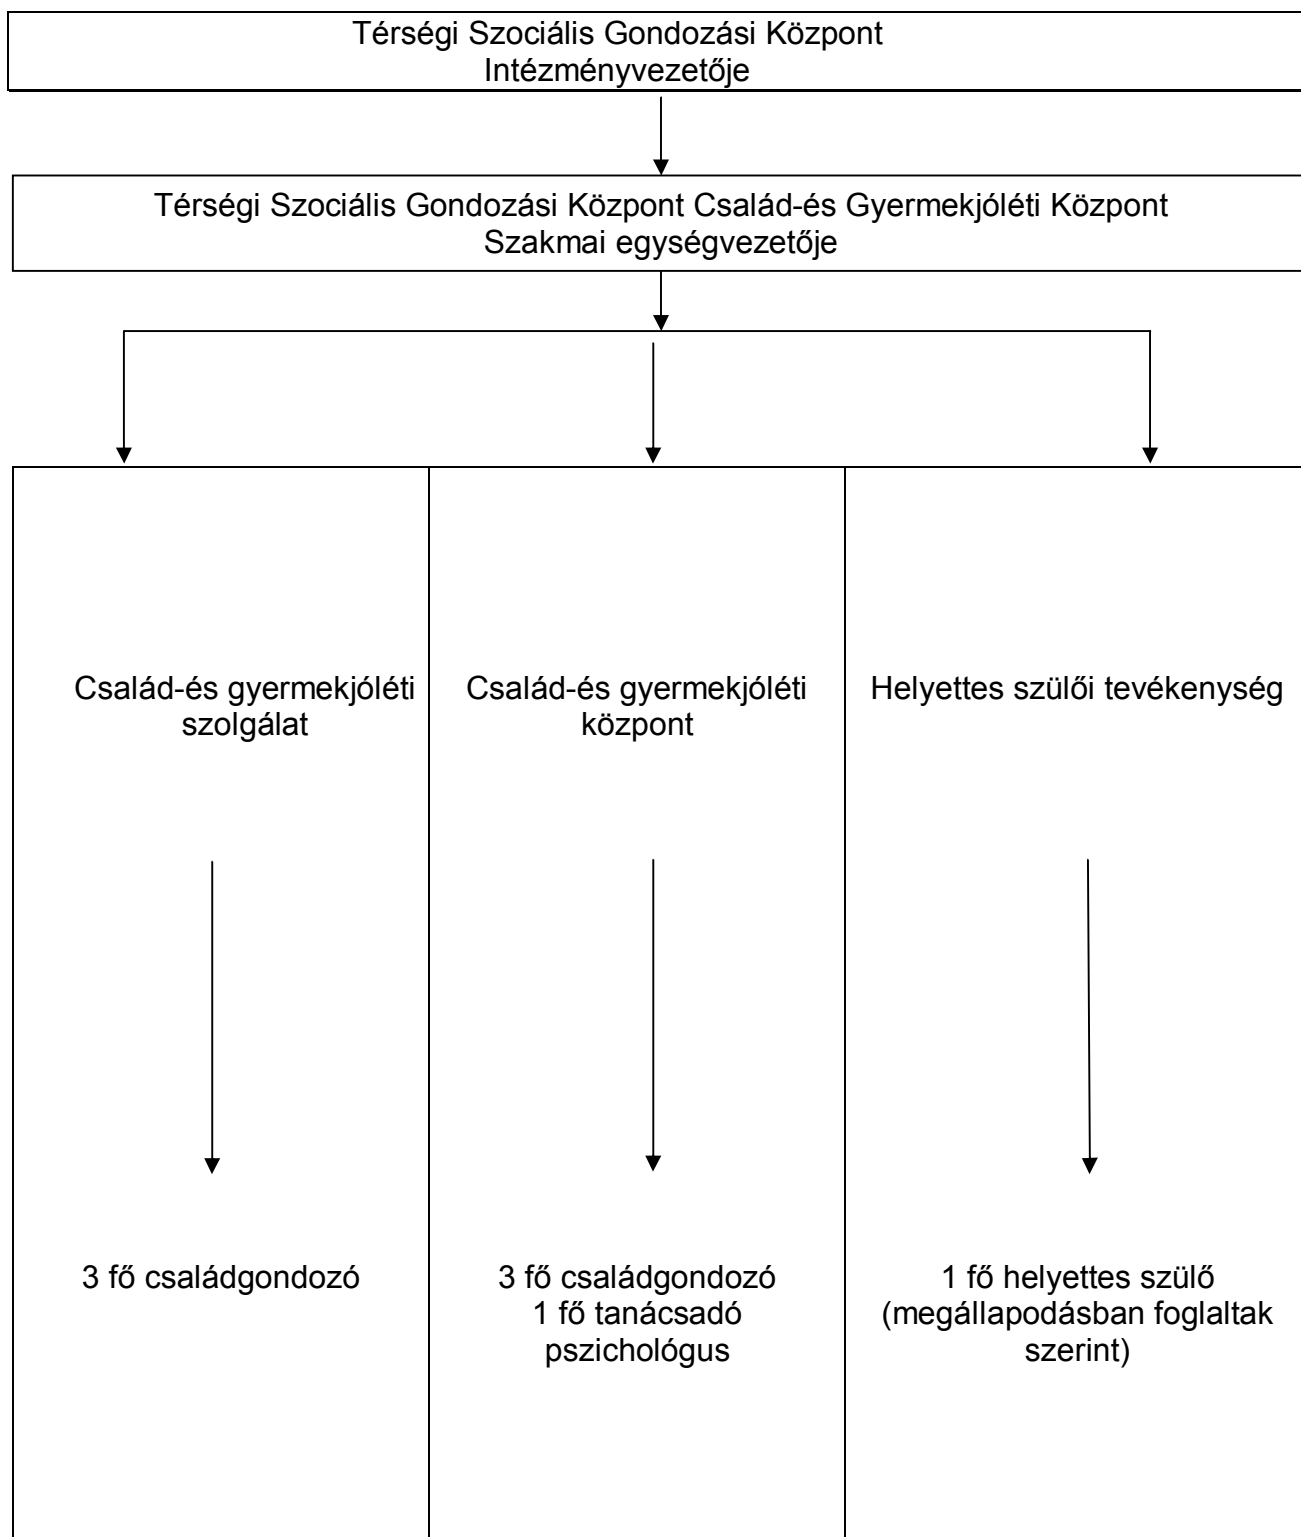 Térségi Szociális Gondozási Központ
Intézményvezetője
Térségi Szociális Gondozási Központ Család-és Gyermekjóléti Központ
Szakmai egységvezetője
Család-és gyermekjóléti
szolgálat
Család-és gyermekjóléti
központ
Helyettes szülői tevékenység
3 fő családgondozó
3 fő családgondozó
1 fő tanácsadó
pszichológus
1 fő helyettes szülő
(megállapodásban foglaltak
szerint)